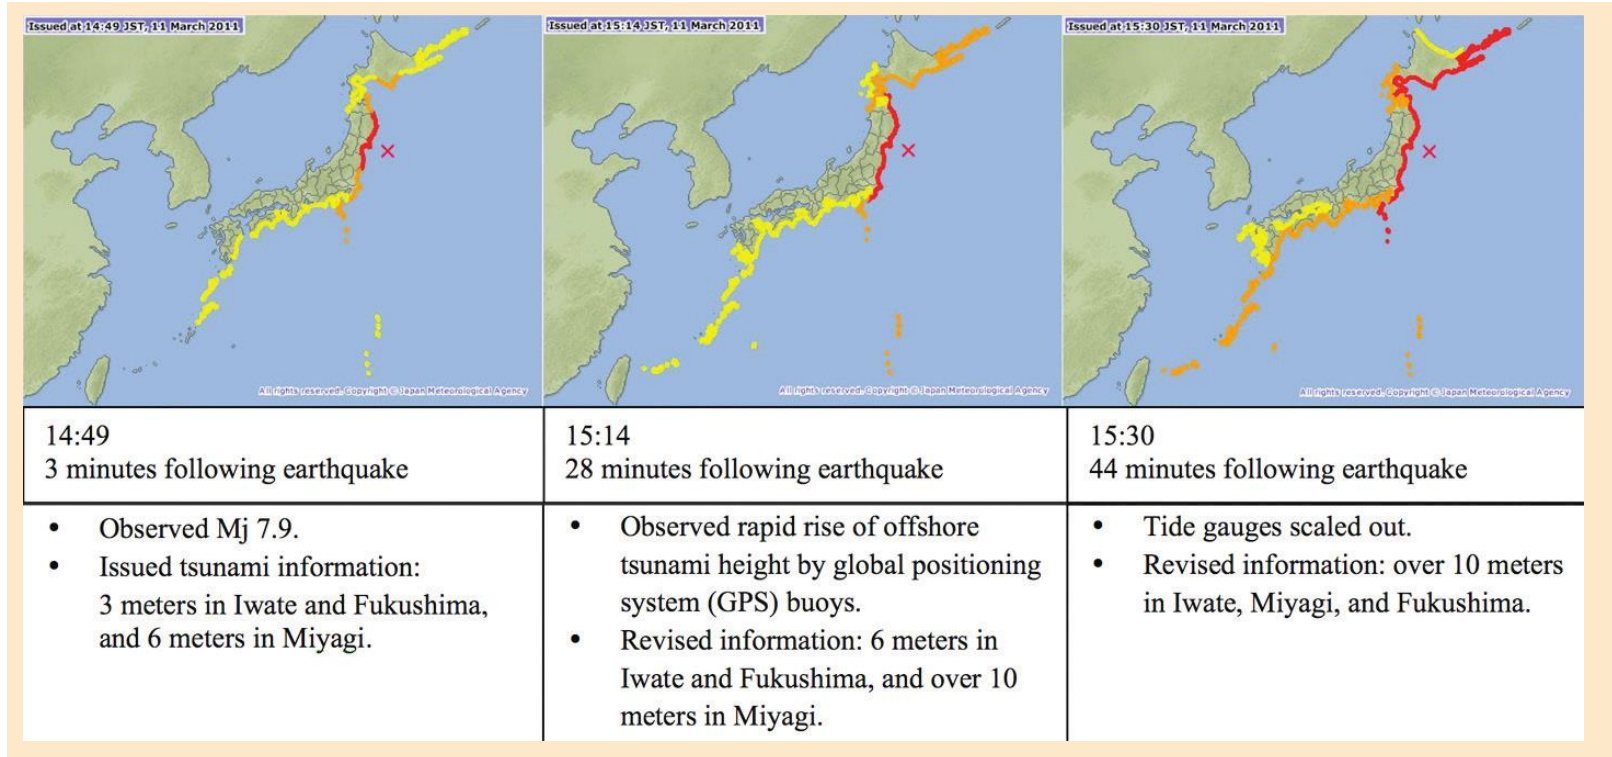 Issued at 14:49 JST, 11 March 2011
Issued at 15:14 JST, 11 March 2011
Issued at 15:30 JST, 11 March 2011
All rights reserved. Copyright © Japan Meteorological Agency
All rights reserved. Copyright © Japan Meteorological Agency
All rights reserved. Copyright © Japan Meteorological Agency
14:49
3 minutes following earthquake
15:14
28 minutes following earthquake
15:30
44 minutes following earthquake
• Observed Mj 7.9.
• Issued tsunami information:
3 meters in Iwate and Fukushima,
and 6 meters in Miyagi.
• Observed rapid rise of offshore
tsunami height by global positioning
system (GPS) buoys.
• Revised information: 6 meters in
Iwate and Fukushima, and over 10
meters in Miyagi.
• Tide gauges scaled out.
• Revised information: over 10 meters
in Iwate, Miyagi, and Fukushima.